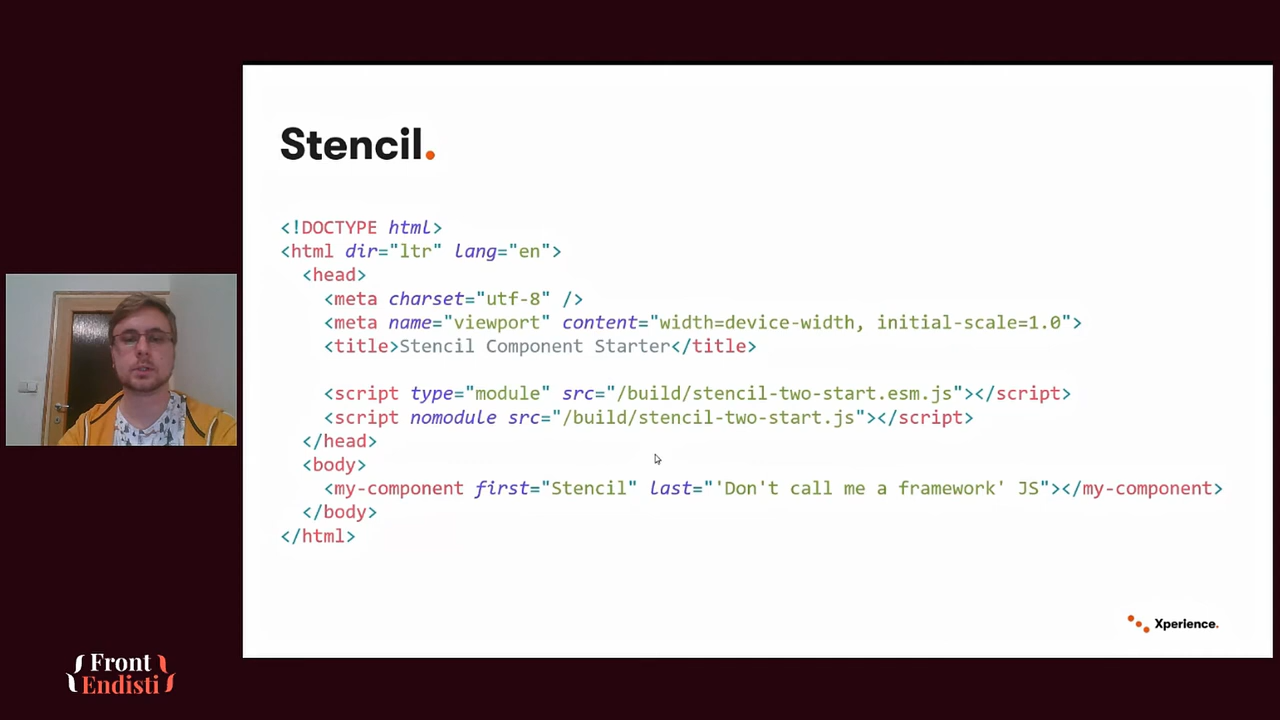 Stencil.
<!DOCTYPE html>
<html dir="ltr" lang="en">
<head>
<meta charset="utf-8" />
<meta name="viewport" content="width=device-width, initial-scale=1.0">
<title>Stencil Component Starter</title>
<script type="module" src="/build/stencil-two-start.esm.js"></script>
<script nomodule src="/build/stencil-two-start.js"></script>
</head>
<body>
<my-component first="Stencil" last="'Don't call me a framework' JS"></my-component>
</body>
</html>
Xperience.
{Front
Endisti}